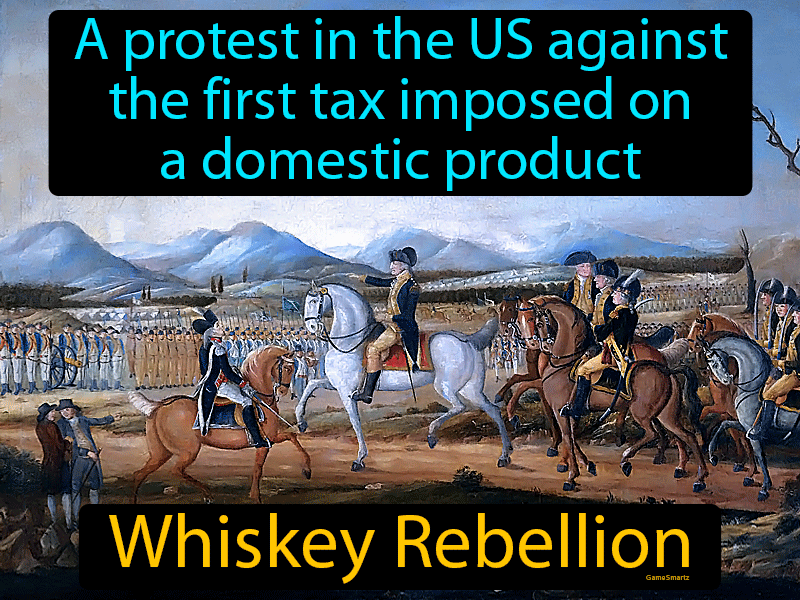 A protest in the US against
the first tax imposed on
a domestic product
Whiskey Rebellion
GameSmartz